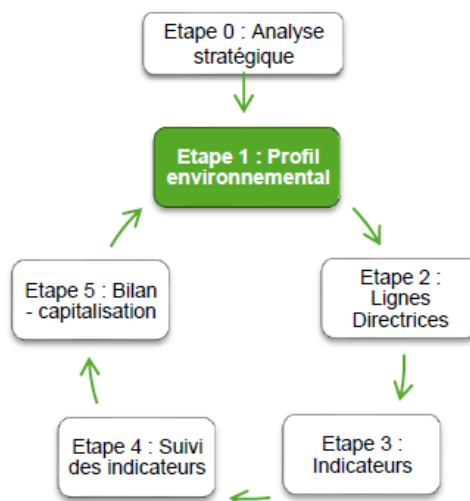 Etape 0 : Analyse
stratégique
Etape 1 : Profil
environnemental
Etape 2 :
Lignes
Directrices
Etape 3 :
Indicateurs
Etape 4 : Suivi
des indicateurs
Etape 5 : Bilan
- capitalisation